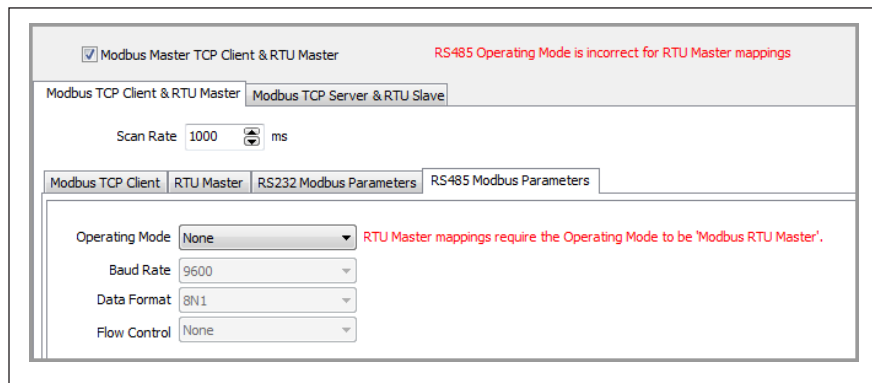 Modbus Master TCP Client & RTU Master RS485 Operating Mode is incorrect for RTU Master mappings
Modbus TCP Client & RTU Master Modbus TCP Server & RTU Slave
Scan Rate 1000 ms
Modbus TCP Client RTU Master RS232 Modbus Parameters RS485 Modbus Parameters
Operating Mode None RTU Master mappings require the Operating Mode to be 'Modbus RTU Master'.
Baud Rate 9600
Data Format 8N1
Flow Control None